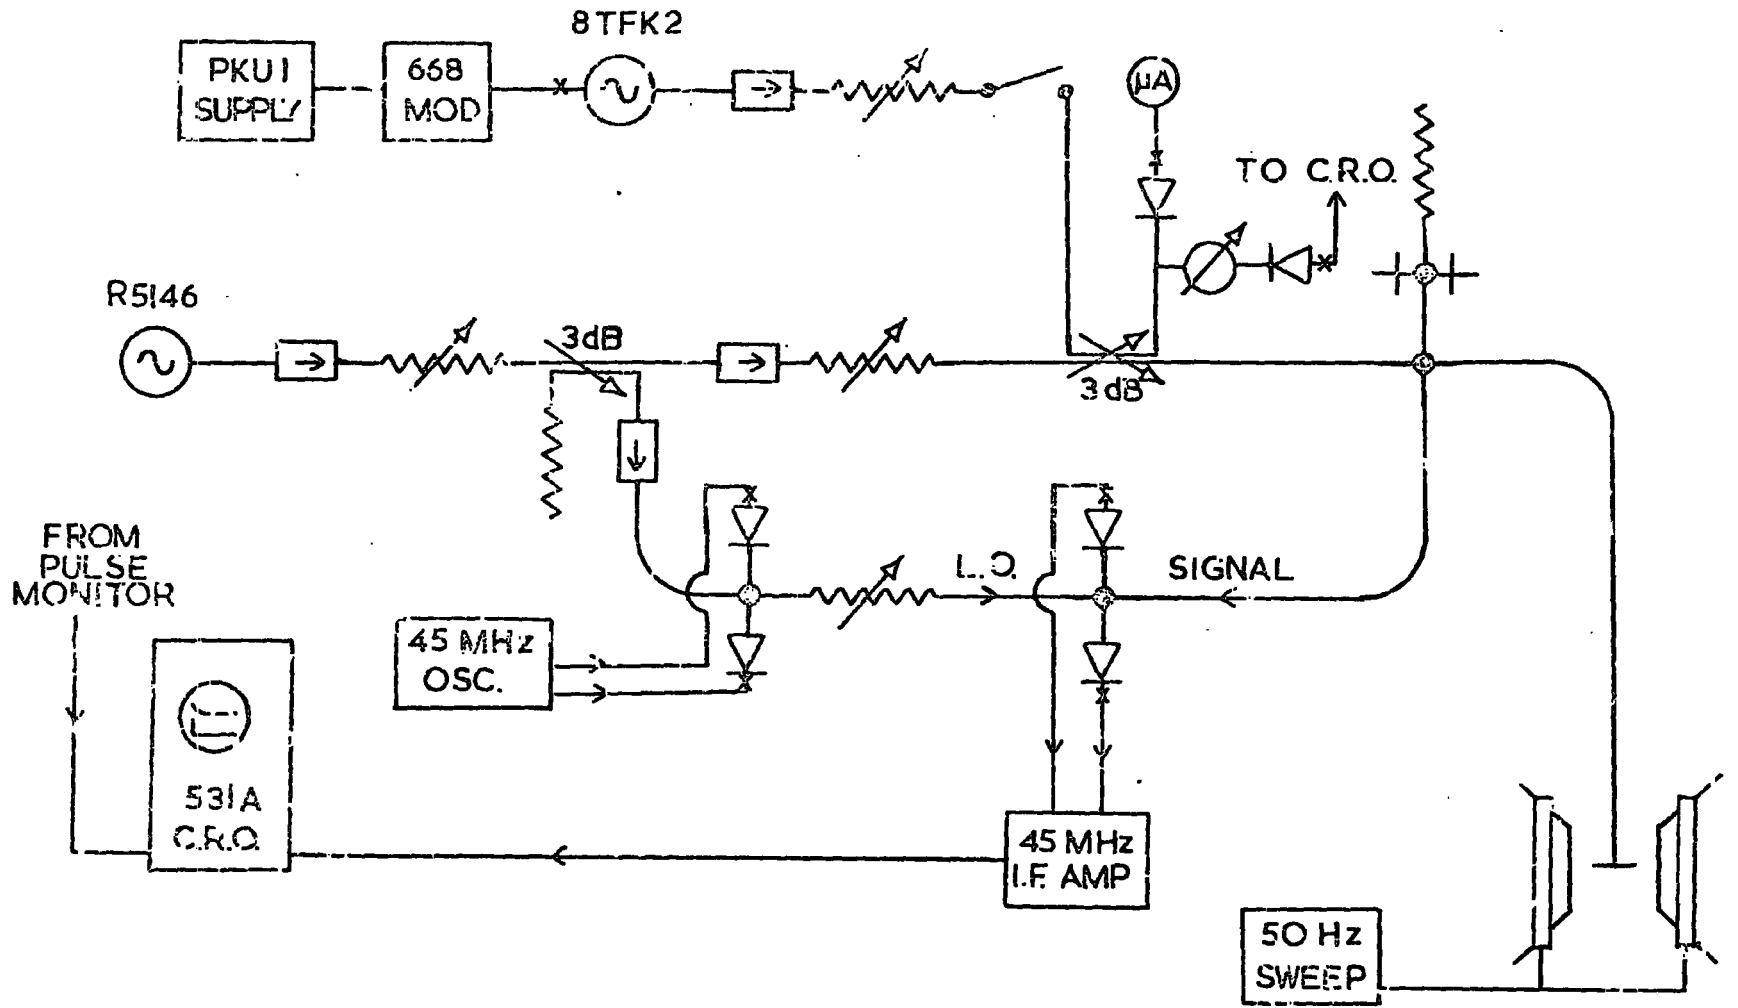 8TFK2
PKU1
SUPPLY
668
MOD
µA
TO C.R.O.
R5146
3dB
3dB
FROM
PULSE
MONITOR
L.O.
SIGNAL
45 MHz
OSC.
531A
C.R.O.
45 MHz
I.F. AMP
50 Hz
SWEEP